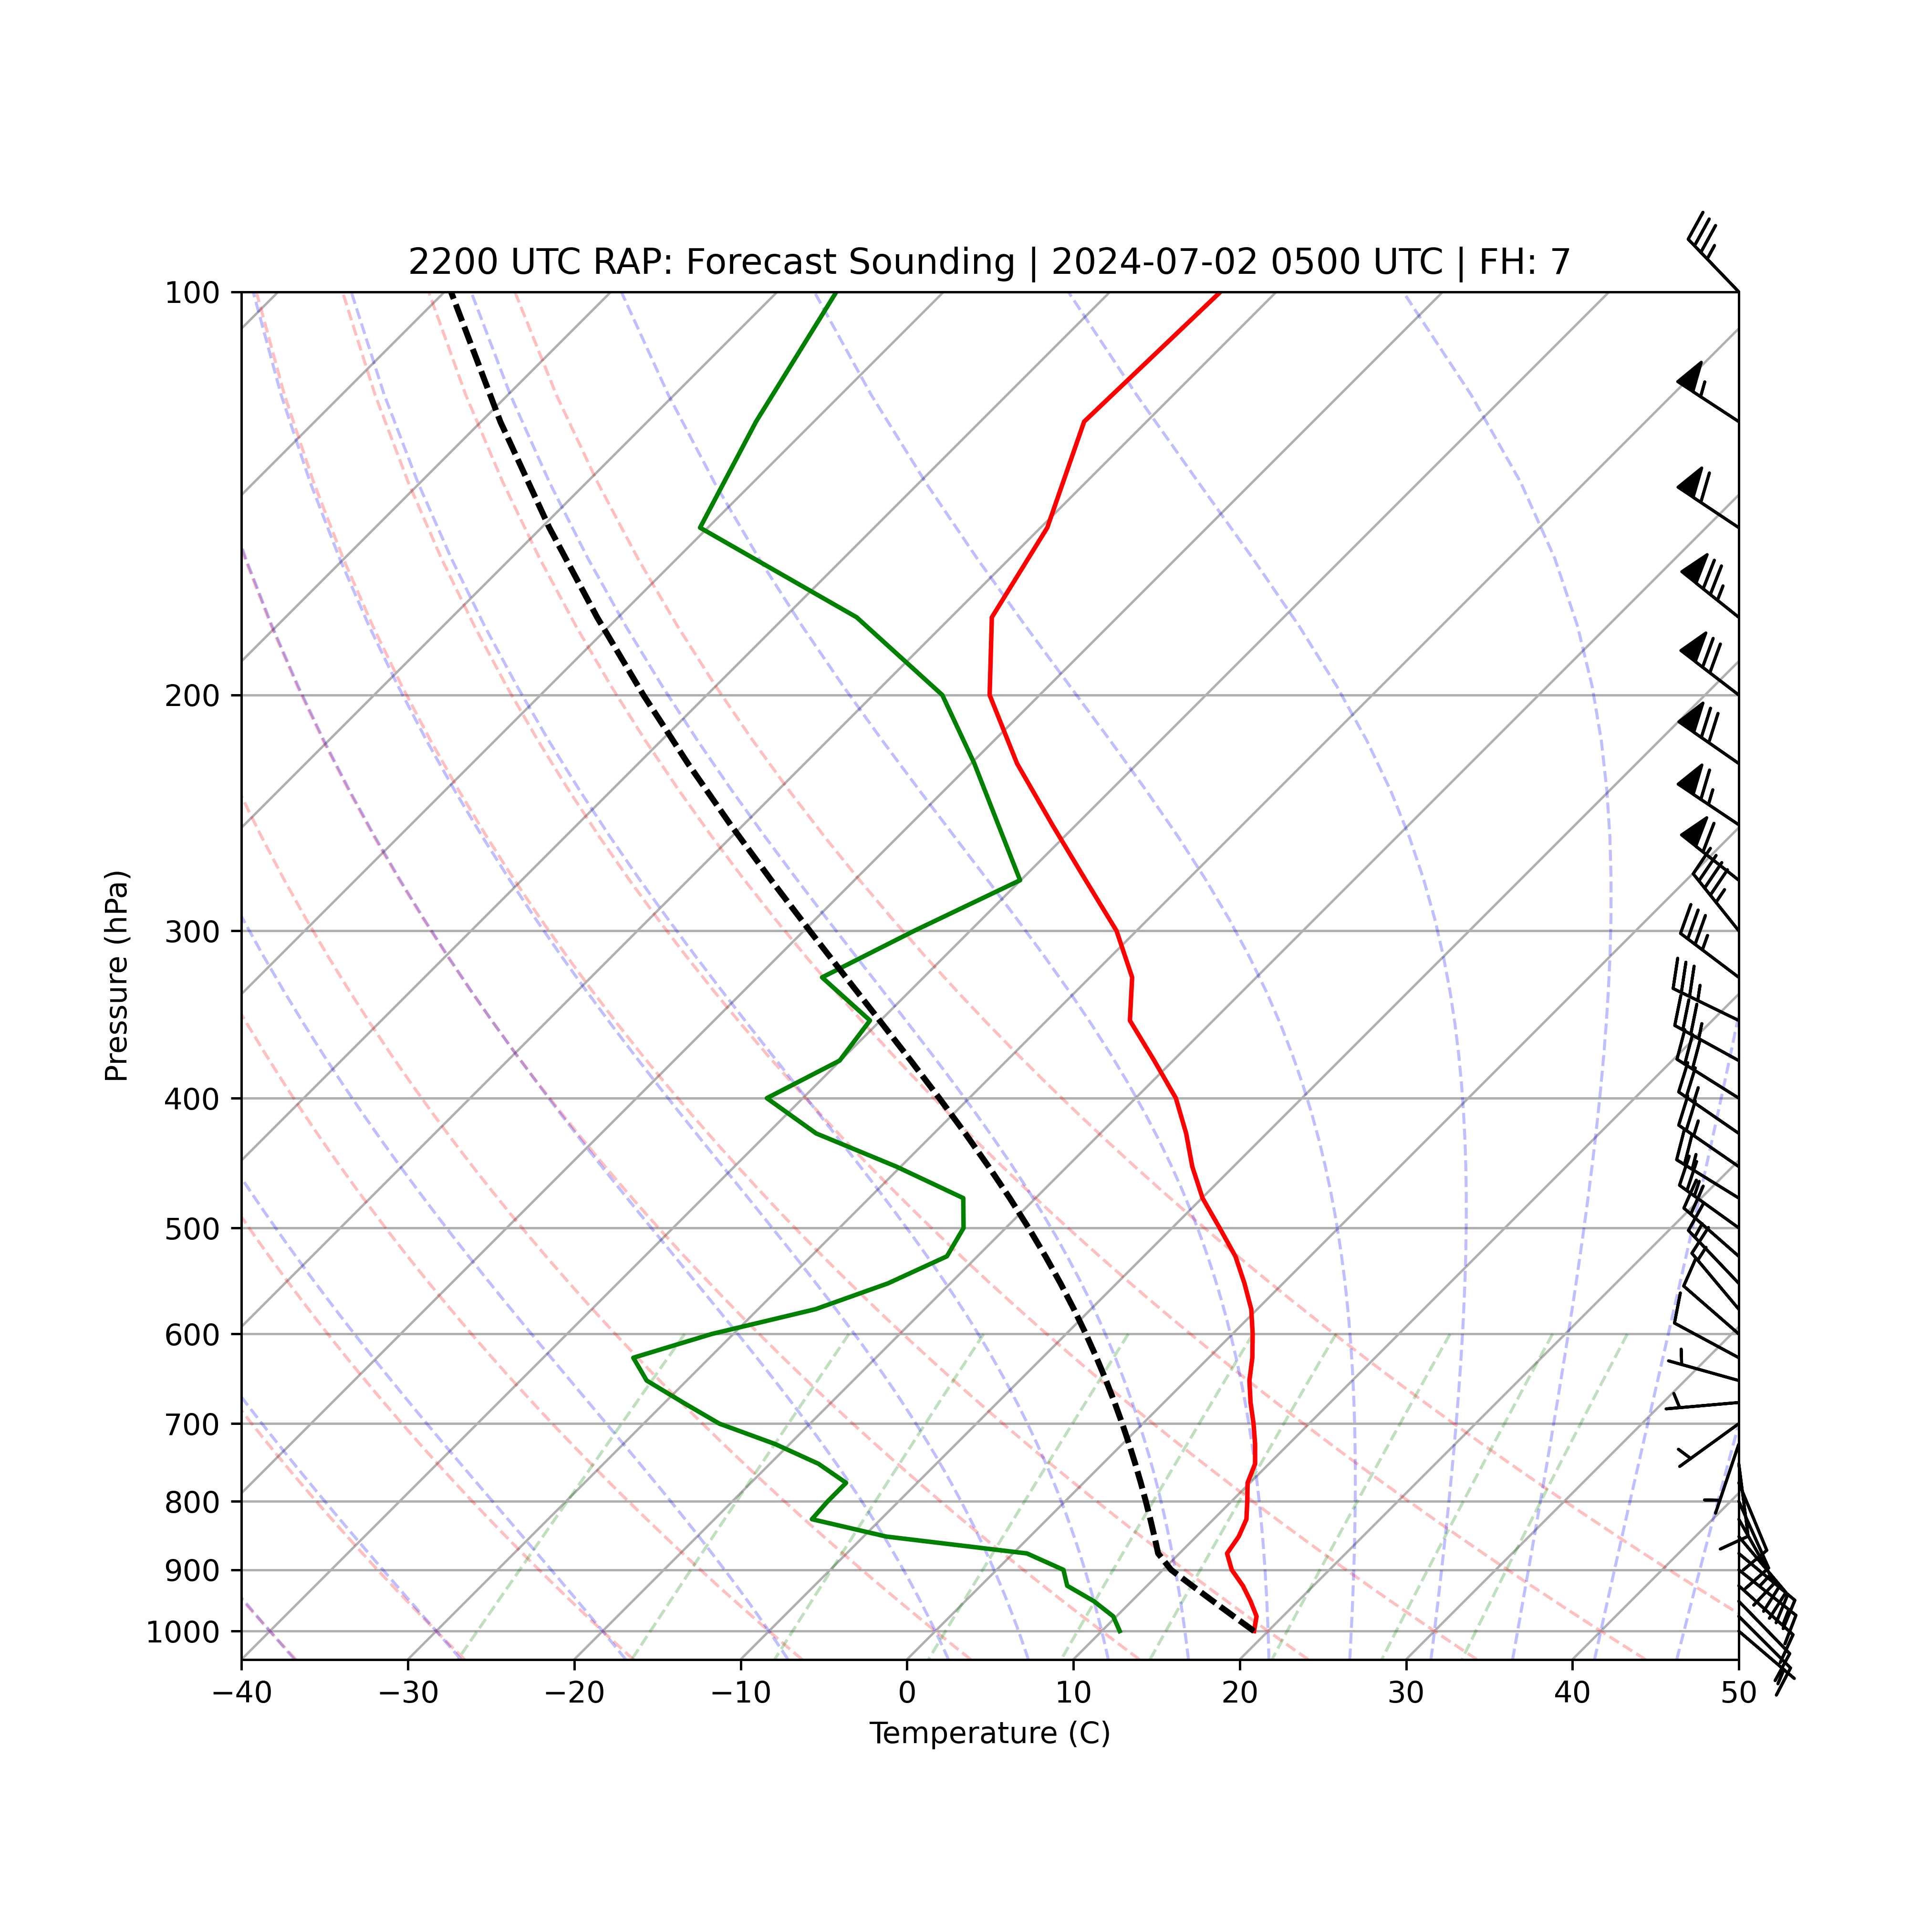 2200 UTC RAP: Forecast Sounding | 2024-07-02 0500 UTC | FH: 7
100
200
300
400
500
600
700
800
900
1000
Pressure (hPa)
−40 −30 −20 −10 0 10 20 30 40 50
Temperature (C)